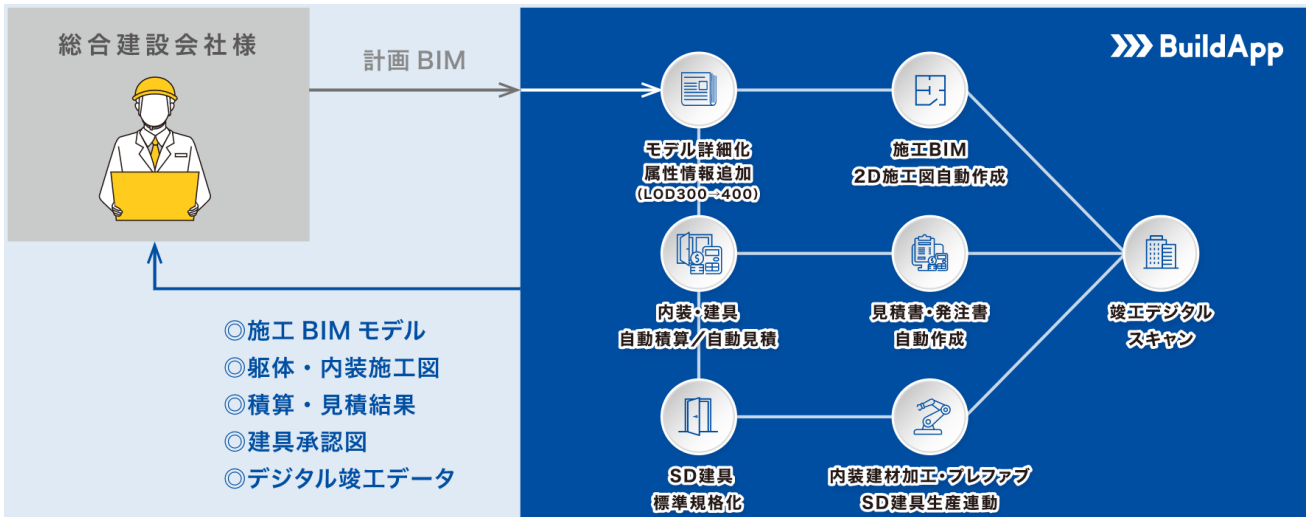 総合建設会社様
計画 BIM
BuildApp
モデル詳細化
属性情報追加
(LOD300→400)
施工BIM
2D施工図自動作成
内装・建具
自動積算／自動見積
見積書・発注書
自動作成
竣工デジタル
スキャン
SD建具
標準規格化
内装建材加工・プレファブ
SD建具生産連動
◎施工 BIM モデル
◎躯体・内装施工図
◎積算・見積結果
◎建具承認図
◎デジタル竣工データ